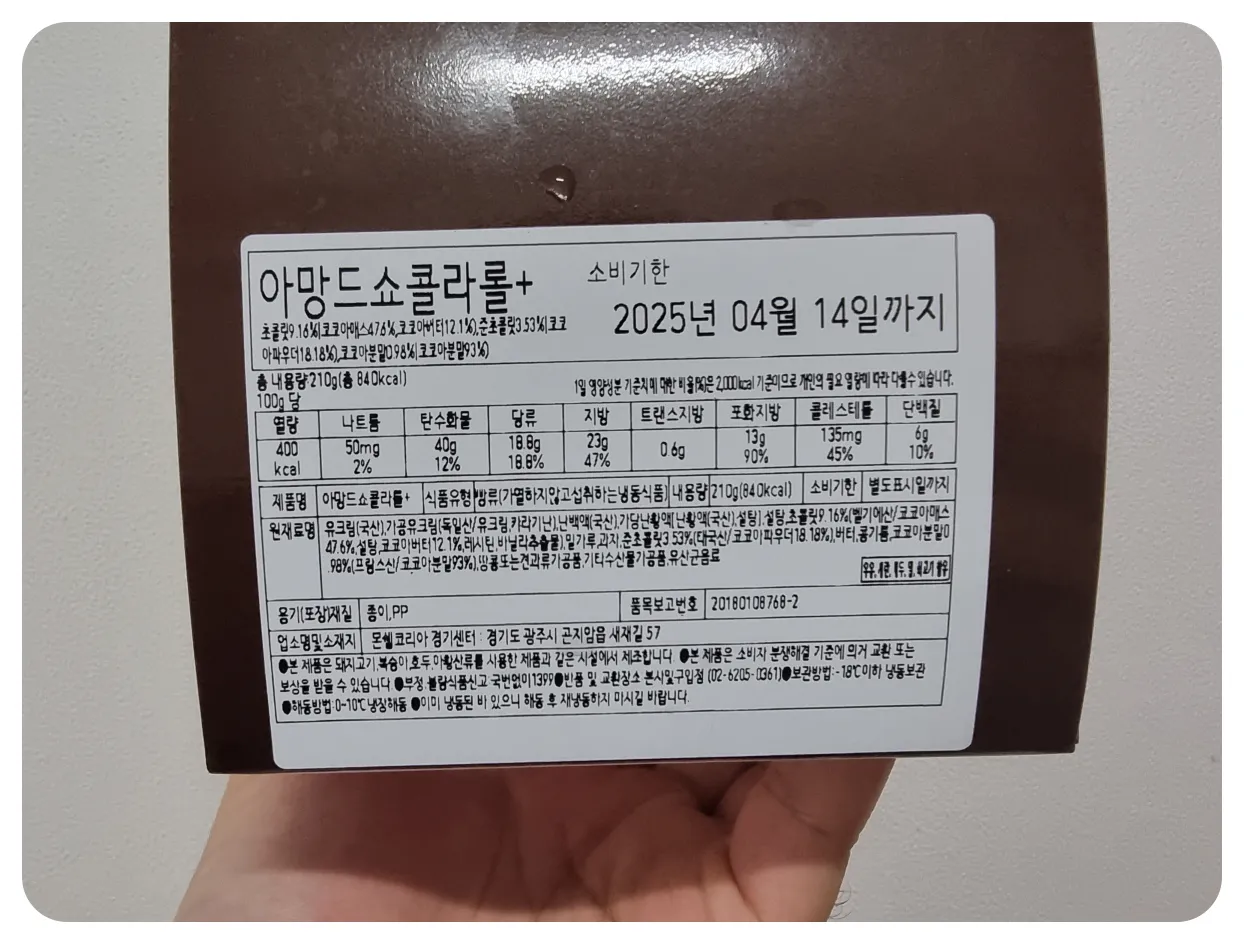 아망드쇼콜라롤+
소비기한
2025년 04월 14일까지
초콜릿9.16%(코코아매스47.6%,코코아버터12.1%),준초콜릿3.53%(코코
아파우더18.18%),코코아분말0.98%(코코아분말93%)
총 내용량210g(총 840kcal)
1일 영양성분 기준치에 대한 비율(%)은 2,000kcal 기준이므로 개인의 필요 열량에 따라 다를수 있습니다.
100g 당
열량 나트륨 탄수화물 당류 지방 트랜스지방 포화지방 콜레스테롤 단백질
400 50mg 40g 18.8g 23g 0.6g 13g 135mg 6g
kcal 2% 12% 18.8% 47% 90% 45% 10%
제품명 아망드쇼콜라롤+ 식품유형 빵류(가열하지않고섭취하는냉동식품) 내용량 210g(840kcal) 소비기한 별도표시일까지
원재료명 유크림(국산),가공유크림(독일산/유크림,카라기난),난백액(국산),가당난황액[난황액(국산),설탕],설탕,초콜릿9.16%(벨기에산/코코아매스
47.6%,설탕,코코아버터12.1%,레시틴,바닐라추출물),밀가루,과자,준초콜릿3.53%(태국산/코코아파우더18.18%),버터,콩기름,코코아분말0
.98%(프랑스산/코코아분말93%),땅콩또는견과류가공품,기타수산물가공품,유산균음료
우유,계란,대두,밀,쇠고기 함유
용기(포장)재질 종이,PP 품목보고번호 20180108768-2
업소명및소재지 몬쉘코리아 경기센터 : 경기도 광주시 곤지암읍 새재길 57
●본 제품은 돼지고기,복숭아,호두,아황산류를 사용한 제품과 같은 시설에서 제조합니다 ●본 제품은 소비자 분쟁해결 기준에 의거 교환 또는
보상을 받을 수 있습니다 ●부정·불량식품신고 국번없이1399●반품 및 교환장소 본사및구입점 (02-6205-0361)●보관방법:-18℃이하 냉동보관
●해동방법:0~10℃ 냉장해동 ●이미 냉동된 바 있으니 해동 후 재냉동하지 마시길 바랍니다.